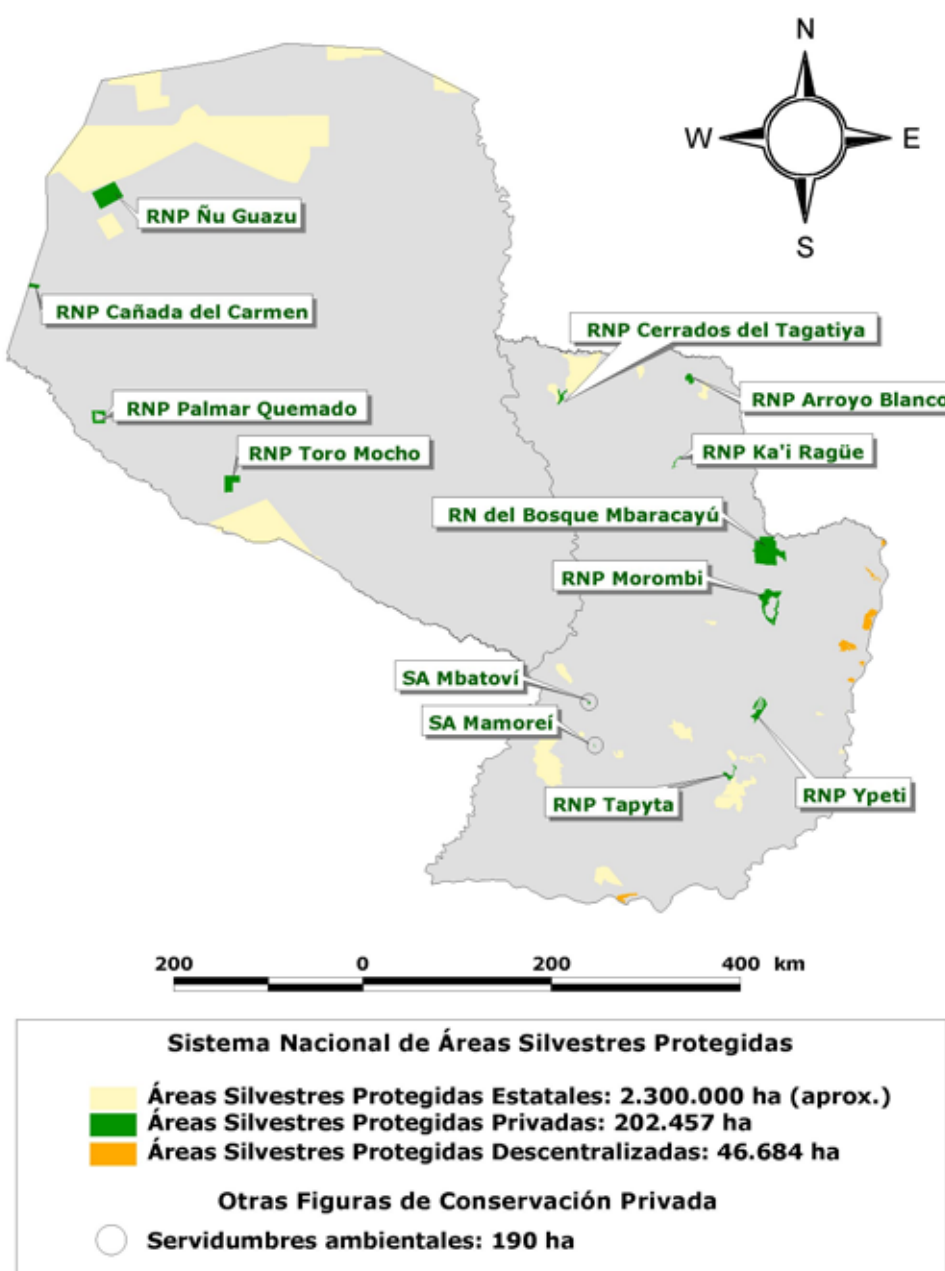 N
W
E
S
RNP Ñu Guazu
RNP Cañada del Carmen
RNP Cerrados del Tagatiya
RNP Palmar Quemado
RNP Arroyo Blanco
RNP Toro Mocho
RNP Ka'i Ragüe
RN del Bosque Mbaracayú
RNP Morombi
SA Mbatoví
SA Mamoreí
RNP Tapyta
RNP Ypeti
200 0 200 400 km
Sistema Nacional de Áreas Silvestres Protegidas
Áreas Silvestres Protegidas Estatales: 2.300.000 ha (aprox.)
Áreas Silvestres Protegidas Privadas: 202.457 ha
Áreas Silvestres Protegidas Descentralizadas: 46.684 ha
Otras Figuras de Conservación Privada
Servidumbres ambientales: 190 ha